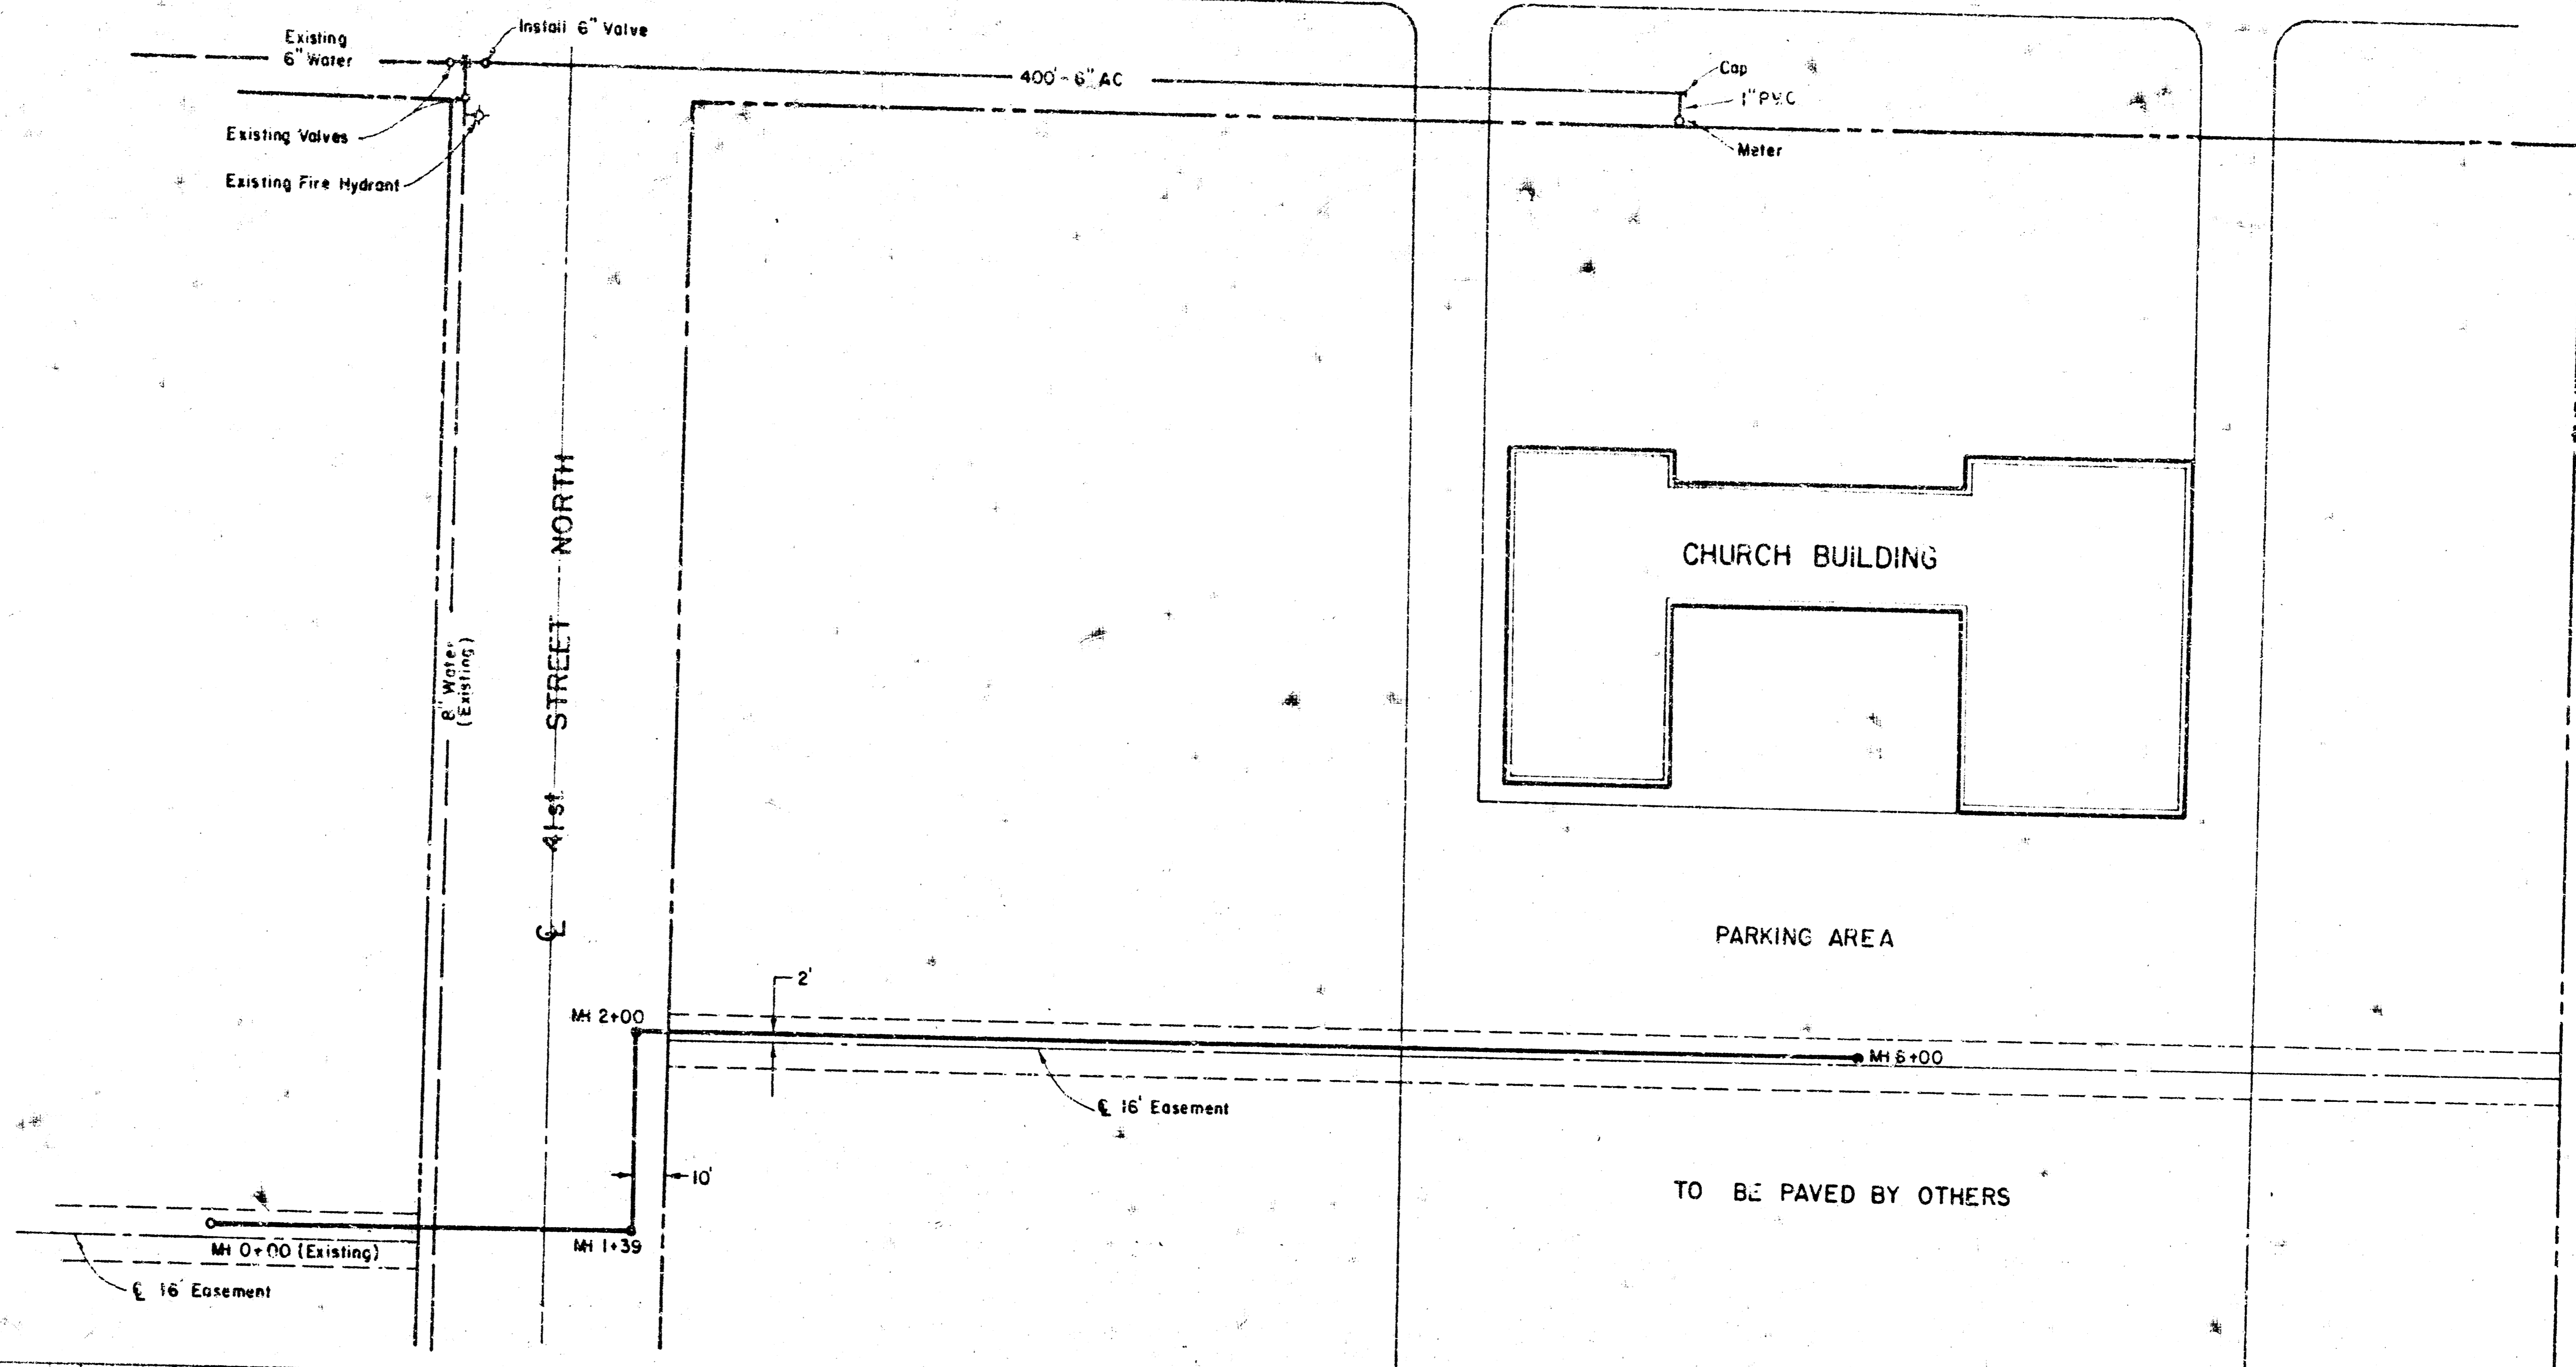 Existing
6" Water
Install 6" Valve
400'-6" AC
Cap
1" PVC
Meter
Existing Valves
Existing Fire Hydrant
8" Water
(Existing)
℄ 41st STREET NORTH
CHURCH BUILDING
PARKING AREA
2'
MH 2+00
MH 6+00
℄ 16' Easement
10'
TO BE PAVED BY OTHERS
MH 0+00 (Existing)
MH 1+39
℄ 16' Easement